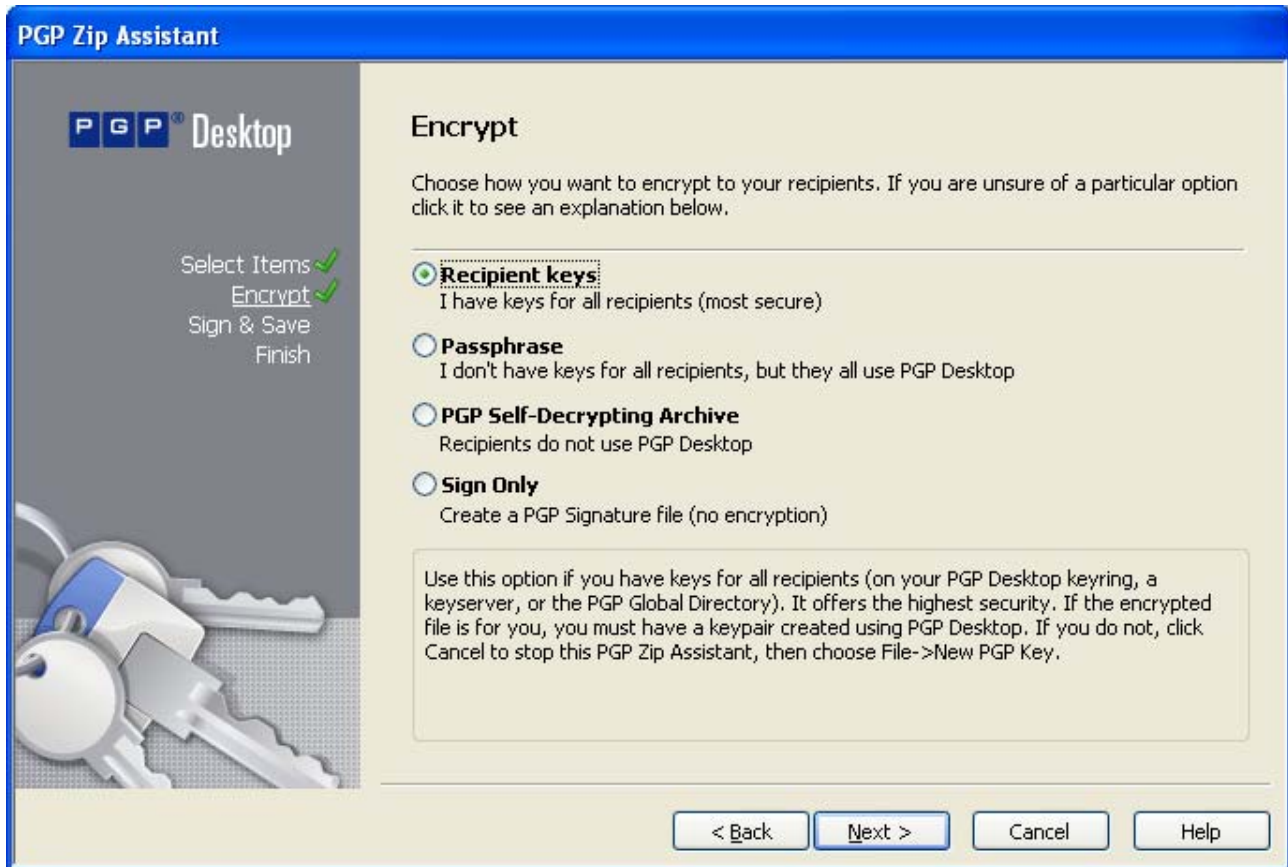 PGP Zip Assistant
PGP® Desktop
Select Items
Encrypt
Sign & Save
Finish
Encrypt
Choose how you want to encrypt to your recipients. If you are unsure of a particular option
click it to see an explanation below.
Recipient keys
I have keys for all recipients (most secure)
Passphrase
I don't have keys for all recipients, but they all use PGP Desktop
PGP Self-Decrypting Archive
Recipients do not use PGP Desktop
Sign Only
Create a PGP Signature file (no encryption)
Use this option if you have keys for all recipients (on your PGP Desktop keyring, a
keyserver, or the PGP Global Directory). It offers the highest security. If the encrypted
file is for you, you must have a keypair created using PGP Desktop. If you do not, click
Cancel to stop this PGP Zip Assistant, then choose File->New PGP Key.
< Back Next > Cancel Help